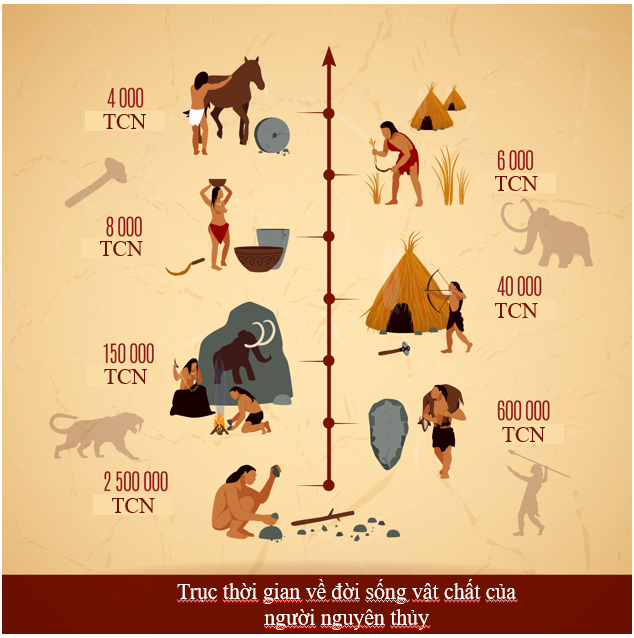 4 000
TCN
6 000
TCN
8 000
TCN
40 000
TCN
150 000
TCN
600 000
TCN
2 500 000
TCN
Trục thời gian về đời sống vật chất của
người nguyên thủy